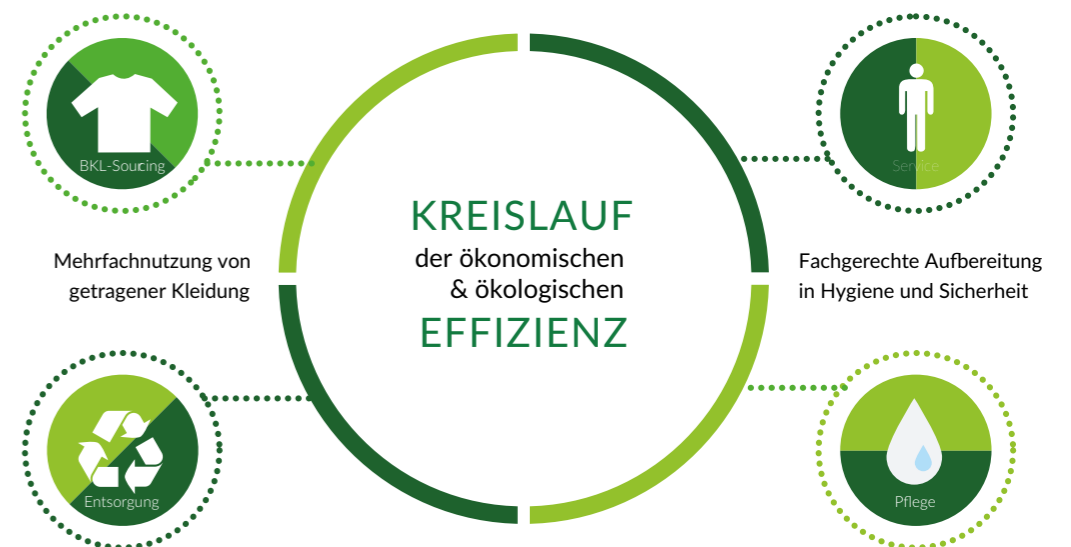 BKL-Sourcing
Service
KREISLAUF
der ökonomischen
& ökologischen
EFFIZIENZ
Mehrfachnutzung von
getragener Kleidung
Fachgerechte Aufbereitung
in Hygiene und Sicherheit
Entsorgung
Pflege